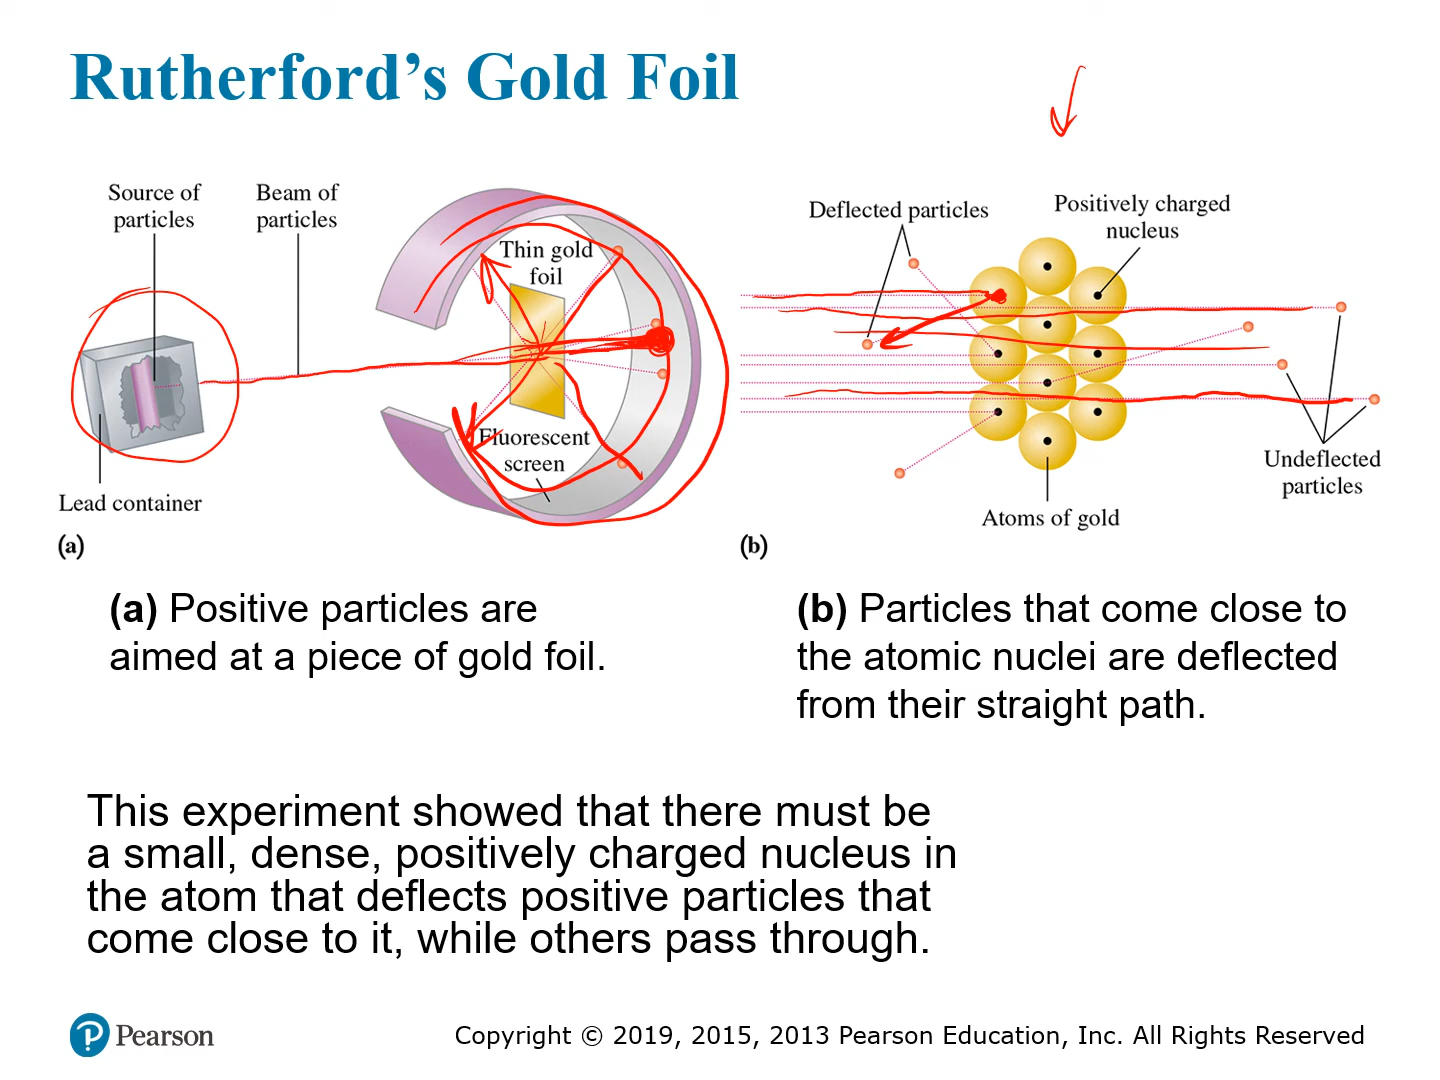 Rutherford’s Gold Foil
Source of
particles
Beam of
particles
Thin gold
foil
Fluorescent
screen
Lead container
(a)
Deflected particles
Positively charged
nucleus
Undeflected
particles
Atoms of gold
(b)
(a) Positive particles are
aimed at a piece of gold foil.
(b) Particles that come close to
the atomic nuclei are deflected
from their straight path.
This experiment showed that there must be
a small, dense, positively charged nucleus in
the atom that deflects positive particles that
come close to it, while others pass through.
Pearson
Copyright © 2019, 2015, 2013 Pearson Education, Inc. All Rights Reserved